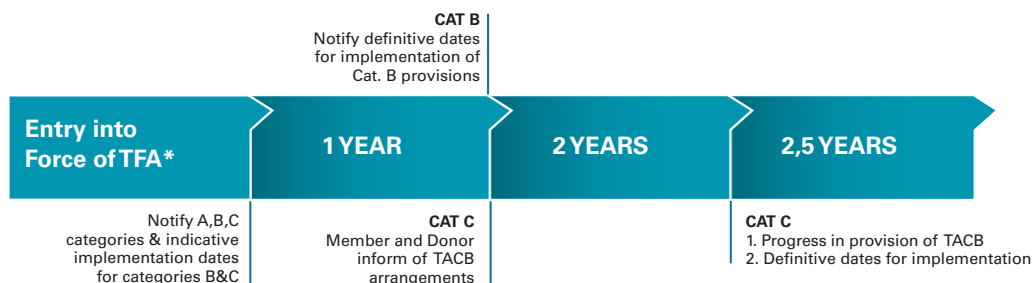 CAT B
Notify definitive dates
for implementation of
Cat. B provisions
Entry into
Force of TFA*
1 YEAR
2 YEARS
2,5 YEARS
Notify A,B,C
categories & indicative
implementation dates
for categories B&C
CAT C
Member and Donor
inform of TACB
arrangements
CAT C
1. Progress in provision of TACB
2. Definitive dates for implementation